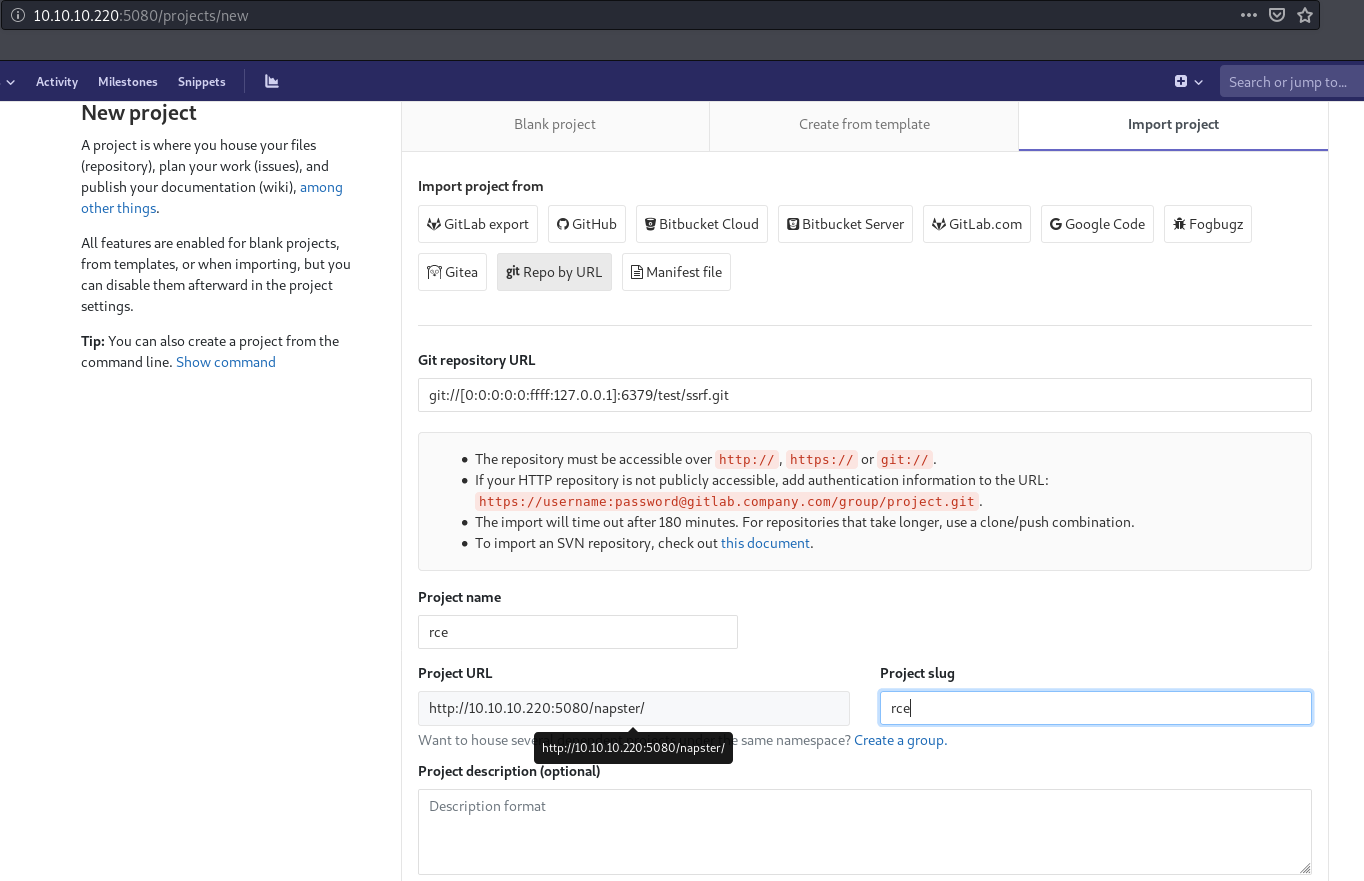 10.10.10.220:5080/projects/new
Activity Milestones Snippets Search or jump to...
New project
A project is where you house your files
(repository), plan your work (issues), and
publish your documentation (wiki), among
other things.
All features are enabled for blank projects,
from templates, or when importing, but you
can disable them afterward in the project
settings.
Tip: You can also create a project from the
command line. Show command
Blank project Create from template Import project
Import project from
GitLab export GitHub Bitbucket Cloud Bitbucket Server GitLab.com Google Code Fogbugz
Gitea git Repo by URL Manifest file
Git repository URL
git://[0:0:0:0:0:ffff:127.0.0.1]:6379/test/ssrf.git
The repository must be accessible over http://, https:// or git://.
If your HTTP repository is not publicly accessible, add authentication information to the URL:
https://username:password@gitlab.company.com/group/project.git.
The import will time out after 180 minutes. For repositories that take longer, use a clone/push combination.
To import an SVN repository, check out this document.
Project name
rce
Project URL Project slug
http://10.10.10.220:5080/napster/ rce
Want to house same namespace? Create a group.
http://10.10.10.220:5080/napster/
Project description (optional)
Description format